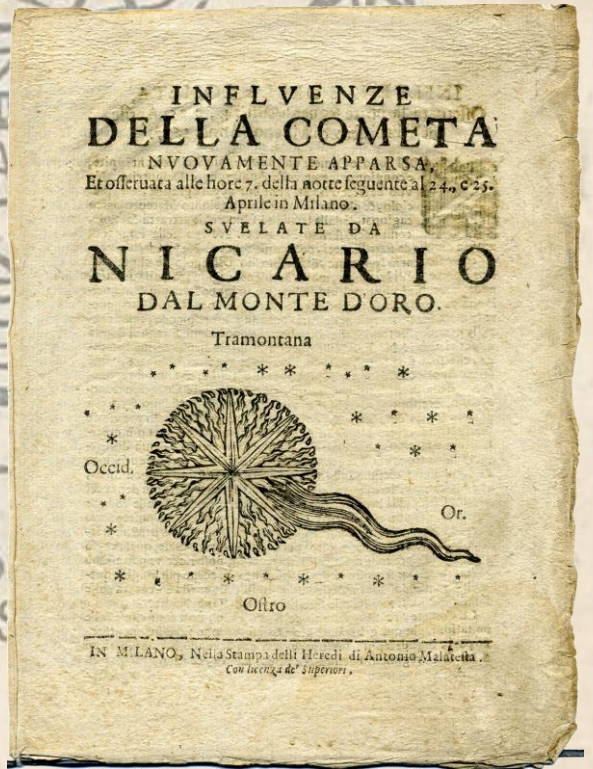 INFLVENZE
DELLA COMETA
NVOVAMENTE APPARSA,
Et osseruata alle hore 7. della notte seguente al 24., e 25.
Aprile in Milano.
SVELATE DA
NICARIO
DAL MONTE D'ORO.
Tramontana
Occid.
Or.
Ostro
IN MILANO, Nella Stampa delli Heredi di Antonio Malatesta.
Con licenza de' Superiori.